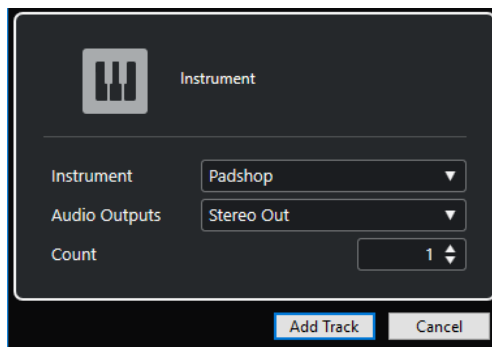 Instrument
Instrument Padshop
Audio Outputs Stereo Out
Count 1
Add Track Cancel